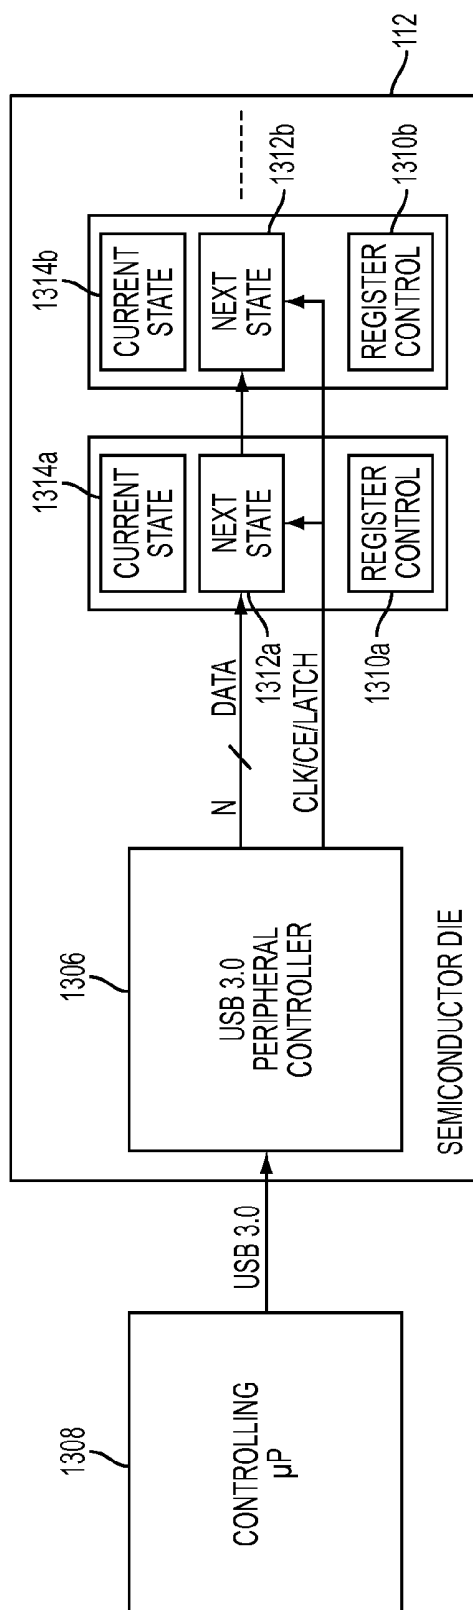 1308
CONTROLLING
µP
USB 3.0
1306
USB 3.0
PERIPHERAL
CONTROLLER
SEMICONDUCTOR DIE
N
DATA
CLK/CE/LATCH
1314a
CURRENT
STATE
NEXT
STATE
1312a
REGISTER
CONTROL
1310a
1314b
CURRENT
STATE
NEXT
STATE
1312b
REGISTER
CONTROL
1310b
112